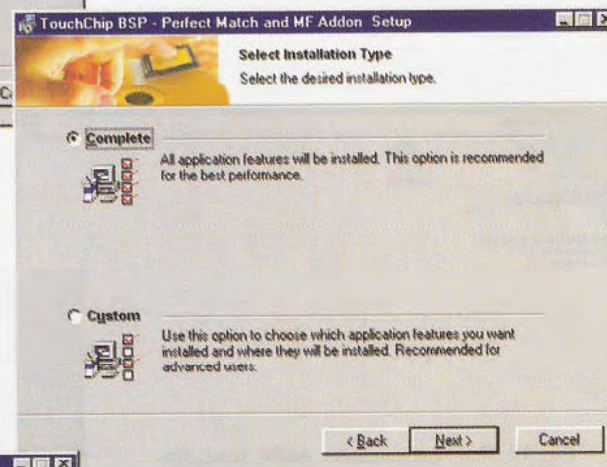 TouchChip BSP - Perfect Match and MF Addon Setup
Select Installation Type
Select the desired installation type.
Complete
All application features will be installed. This option is recommended
for the best performance.
Custom
Use this option to choose which application features you want
installed and where they will be installed. Recommended for
advanced users.
< Back
Next >
Cancel